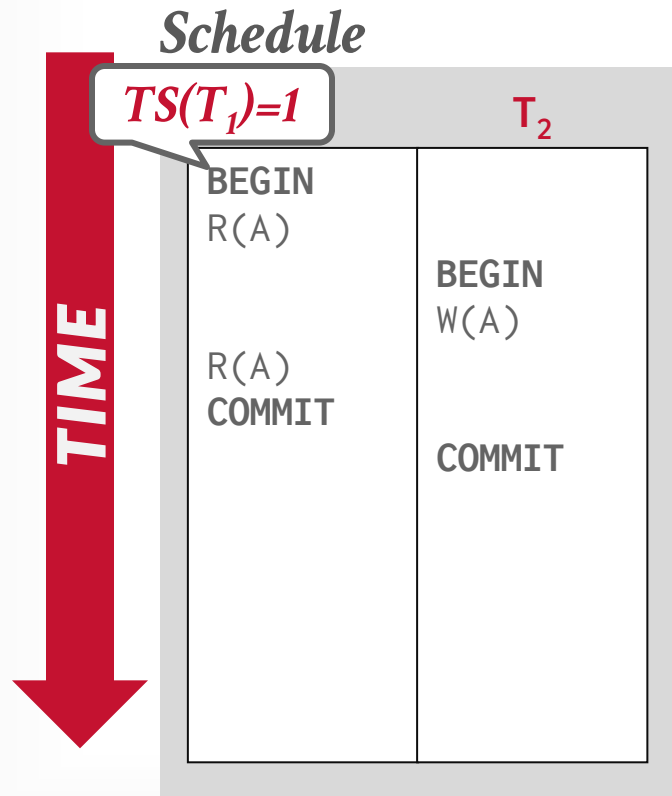 Schedule
TS(T₁)=1
T₂
BEGIN
R(A)
BEGIN
W(A)
R(A)
COMMIT
COMMIT
TIME